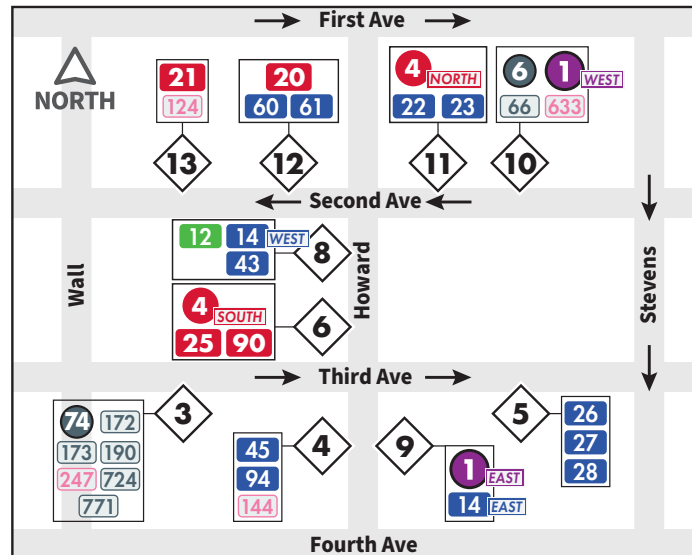 First Ave
NORTH
21
124
20
60 61
4 NORTH
22 23
6 1 WEST
66 633
13
12
11
10
Second Ave
Wall
Howard
Stevens
12 14 WEST
43
8
4 SOUTH
25 90
6
Third Ave
74 172
173 190
247 724
771
3
45
94
144
4
9
1 EAST
14 EAST
5
26
27
28
Fourth Ave